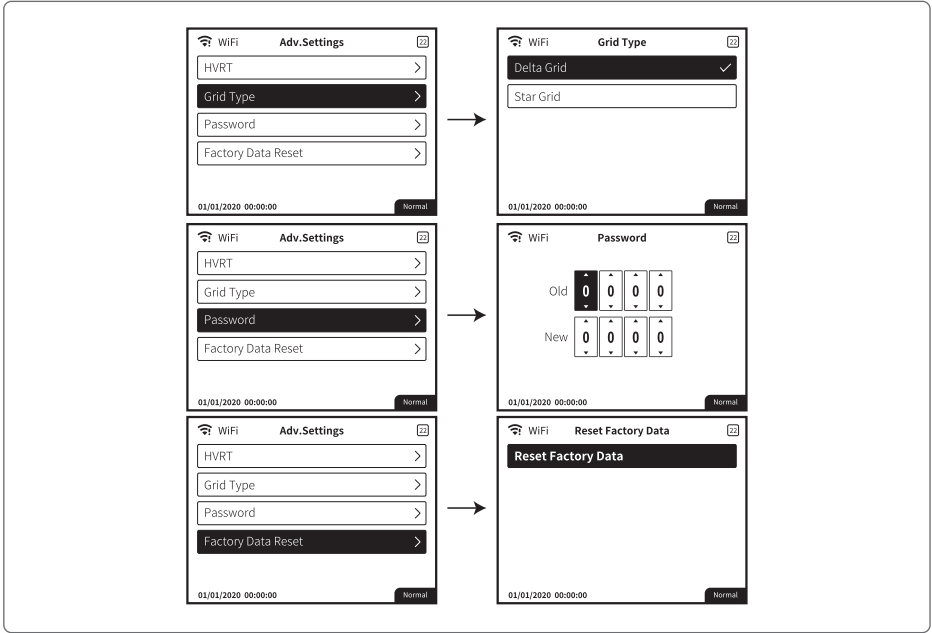 WiFi Adv.Settings 22
HVRT
Grid Type
Password
Factory Data Reset
01/01/2020 00:00:00 Normal
WiFi Grid Type 22
Delta Grid
Star Grid
01/01/2020 00:00:00 Normal
WiFi Adv.Settings 22
HVRT
Grid Type
Password
Factory Data Reset
01/01/2020 00:00:00 Normal
WiFi Password 22
Old 0 0 0 0
New 0 0 0 0
01/01/2020 00:00:00 Normal
WiFi Adv.Settings 22
HVRT
Grid Type
Password
Factory Data Reset
01/01/2020 00:00:00 Normal
WiFi Reset Factory Data 22
Reset Factory Data
01/01/2020 00:00:00 Normal